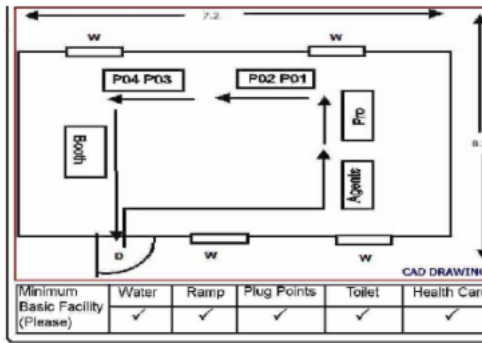 7.2
W
W
P04 P03
P02 P01
Pro
Booth
Agents
D
W
W
CAD DRAWING
Minimum Basic Facility (Please)
Water
Ramp
Plug Points
Toilet
Health Care
✓ ✓ ✓ ✓ ✓